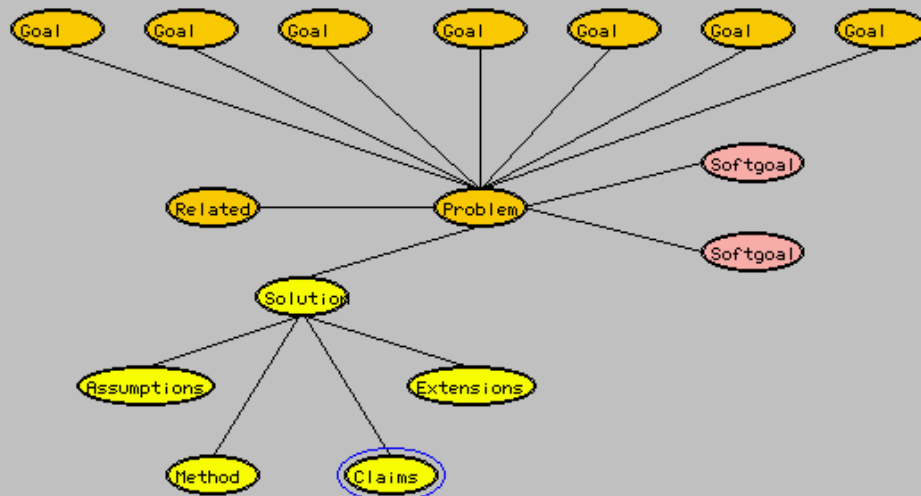 Goal Goal Goal Goal Goal Goal Goal
Softgoal
Related Problem
Softgoal
Solution
Assumptions Extensions
Method Claims